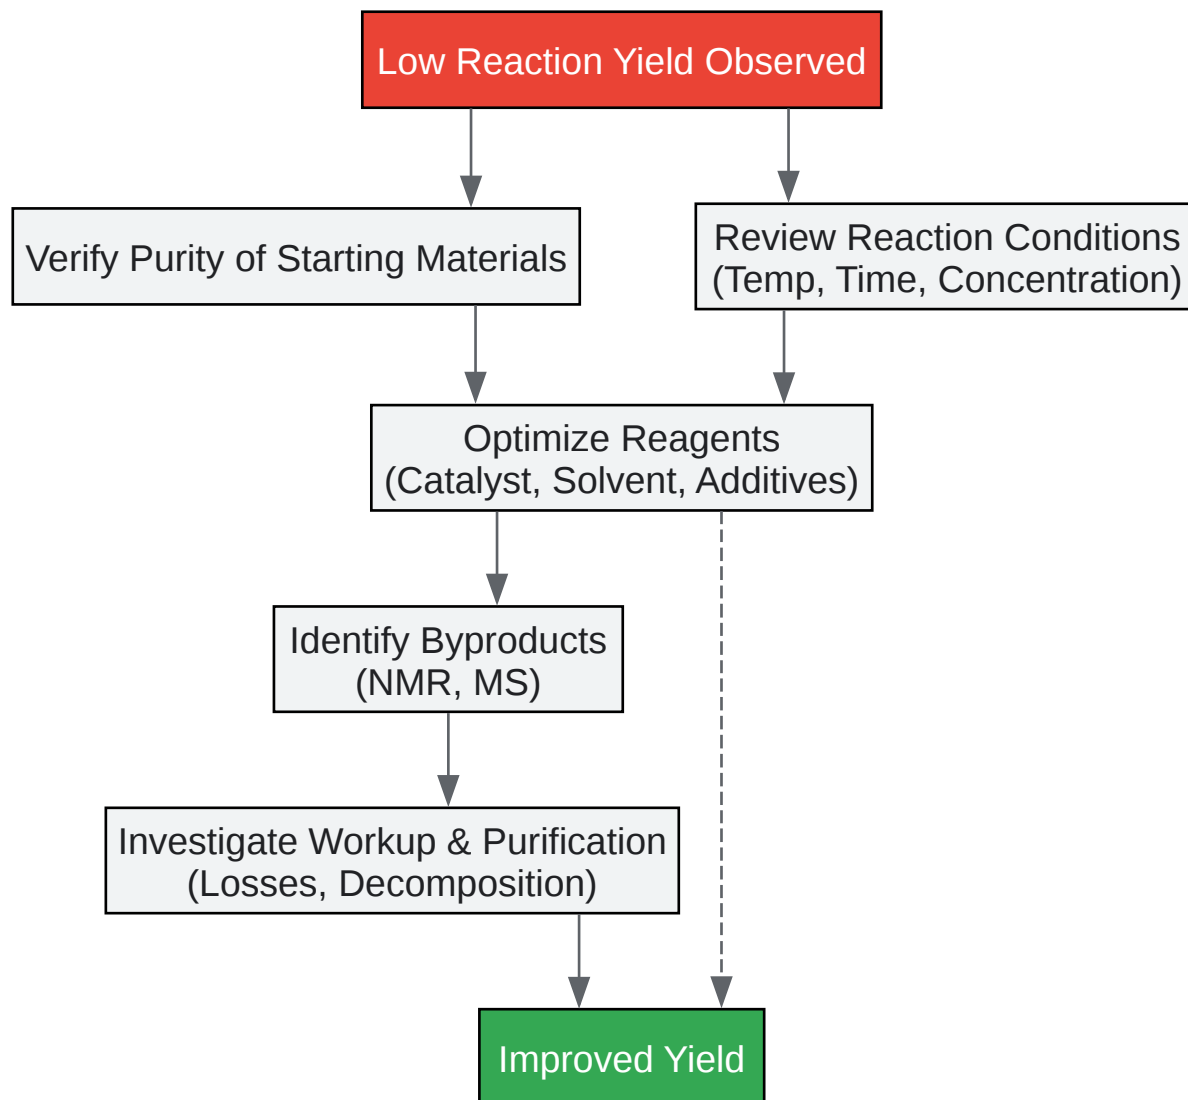 Low Reaction Yield Observed
Verify Purity of Starting Materials
Review Reaction Conditions
(Temp, Time, Concentration)
Optimize Reagents
(Catalyst, Solvent, Additives)
Identify Byproducts
(NMR, MS)
Investigate Workup & Purification
(Losses, Decomposition)
Improved Yield